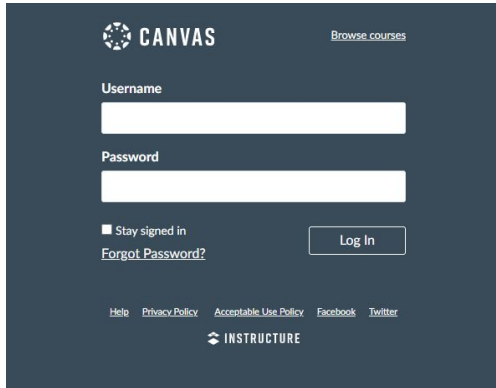 CANVAS
Browse courses
Username
Password
Stay signed in
Forgot Password?
Log In
Help Privacy Policy Acceptable Use Policy Facebook Twitter
INSTRUCTURE